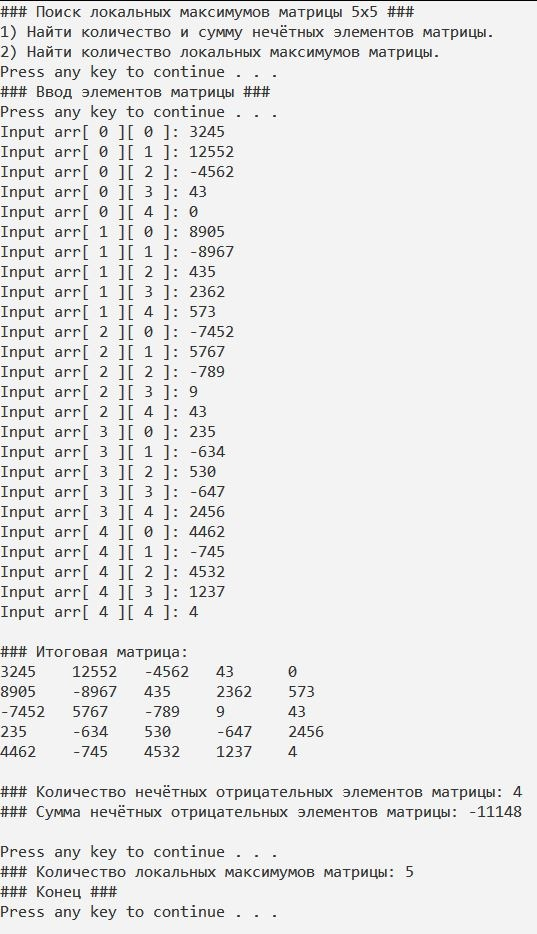 ### Поиск локальных максимумов матрицы 5x5 ###
1) Найти количество и сумму нечётных элементов матрицы.
2) Найти количество локальных максимумов матрицы.
Press any key to continue . . .
### Ввод элементов матрицы ###
Press any key to continue . . .
Input arr[ 0 ][ 0 ]: 3245
Input arr[ 0 ][ 1 ]: 12552
Input arr[ 0 ][ 2 ]: -4562
Input arr[ 0 ][ 3 ]: 43
Input arr[ 0 ][ 4 ]: 0
Input arr[ 1 ][ 0 ]: 8905
Input arr[ 1 ][ 1 ]: -8967
Input arr[ 1 ][ 2 ]: 435
Input arr[ 1 ][ 3 ]: 2362
Input arr[ 1 ][ 4 ]: 573
Input arr[ 2 ][ 0 ]: -7452
Input arr[ 2 ][ 1 ]: 5767
Input arr[ 2 ][ 2 ]: -789
Input arr[ 2 ][ 3 ]: 9
Input arr[ 2 ][ 4 ]: 43
Input arr[ 3 ][ 0 ]: 235
Input arr[ 3 ][ 1 ]: -634
Input arr[ 3 ][ 2 ]: 530
Input arr[ 3 ][ 3 ]: -647
Input arr[ 3 ][ 4 ]: 2456
Input arr[ 4 ][ 0 ]: 4462
Input arr[ 4 ][ 1 ]: -745
Input arr[ 4 ][ 2 ]: 4532
Input arr[ 4 ][ 3 ]: 1237
Input arr[ 4 ][ 4 ]: 4
### Итоговая матрица:
3245 12552 -4562 43 0
8905 -8967 435 2362 573
-7452 5767 -789 9 43
235 -634 530 -647 2456
4462 -745 4532 1237 4
### Количество нечётных отрицательных элементов матрицы: 4
### Сумма нечётных отрицательных элементов матрицы: -11148
Press any key to continue . . .
### Количество локальных максимумов матрицы: 5
### Конец ###
Press any key to continue . . .